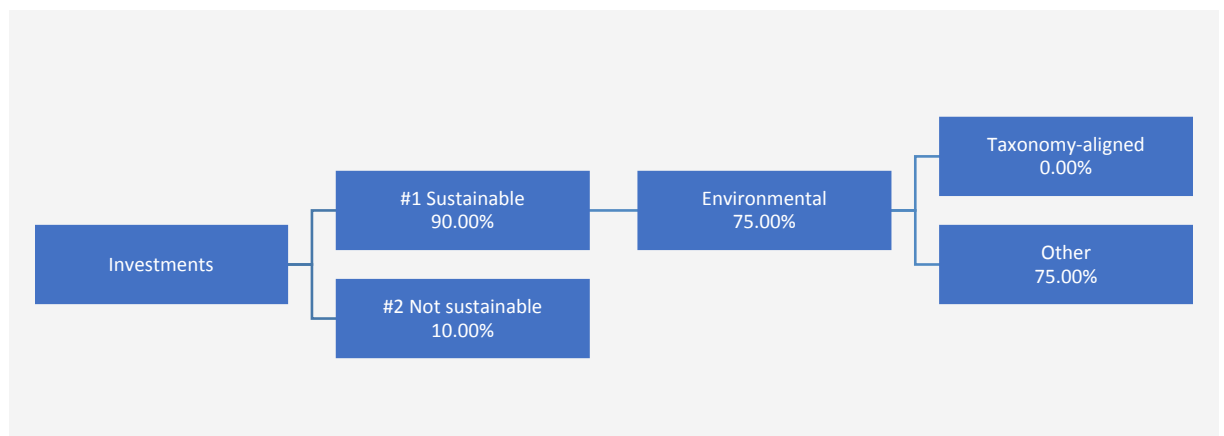 Investments
#1 Sustainable
90.00%
#2 Not sustainable
10.00%
Environmental
75.00%
Taxonomy-aligned
0.00%
Other
75.00%